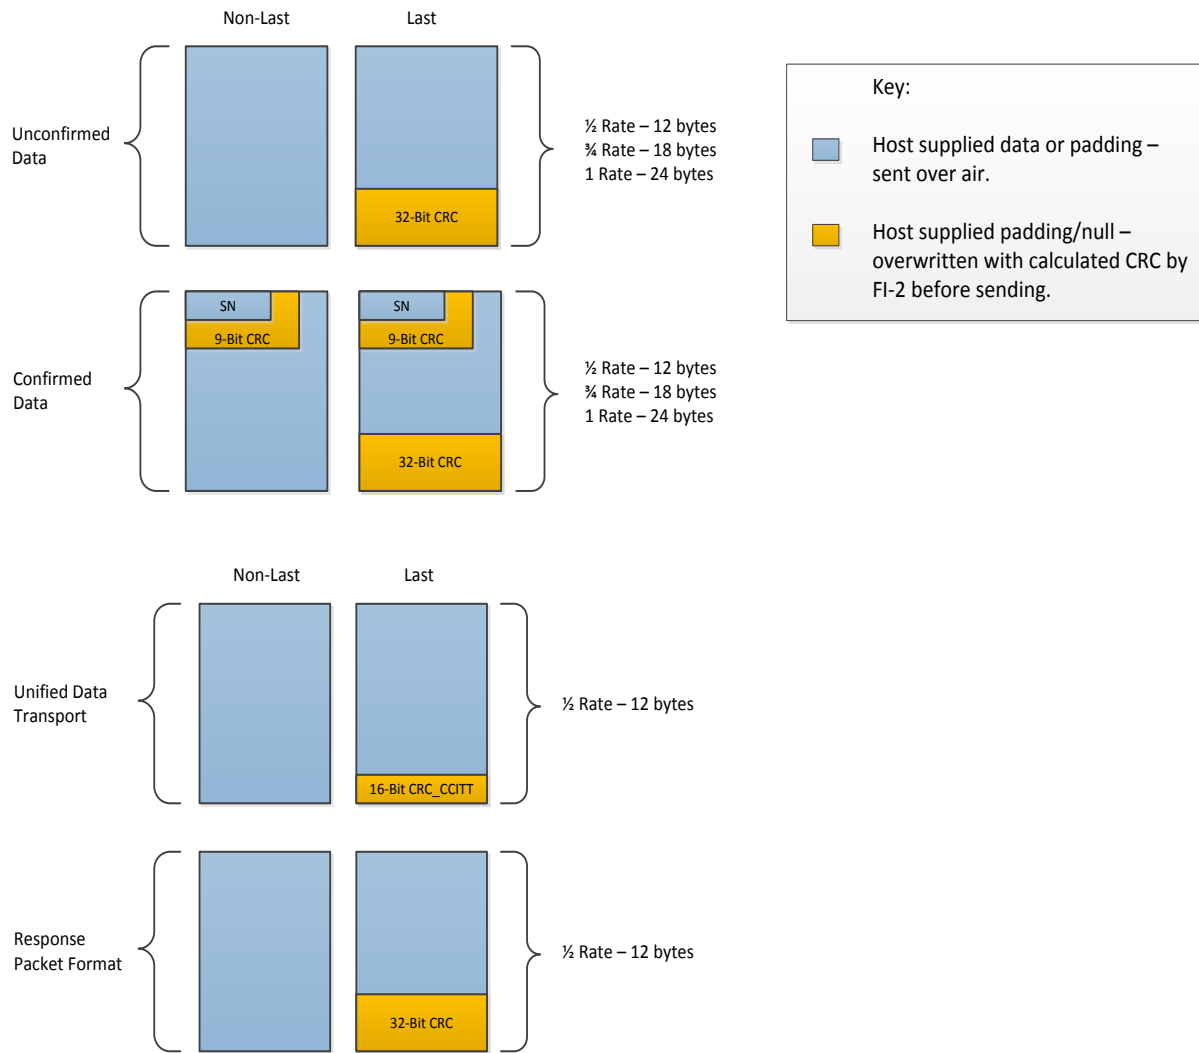 Non-Last
Last
Unconfirmed
Data
32-Bit CRC
½ Rate – 12 bytes
¾ Rate – 18 bytes
1 Rate – 24 bytes
Key:
Host supplied data or padding –
sent over air.
Host supplied padding/null –
overwritten with calculated CRC by
FI-2 before sending.
Confirmed
Data
SN
9-Bit CRC
SN
9-Bit CRC
32-Bit CRC
½ Rate – 12 bytes
¾ Rate – 18 bytes
1 Rate – 24 bytes
Non-Last
Last
Unified Data
Transport
16-Bit CRC_CCITT
½ Rate – 12 bytes
Response
Packet Format
32-Bit CRC
½ Rate – 12 bytes